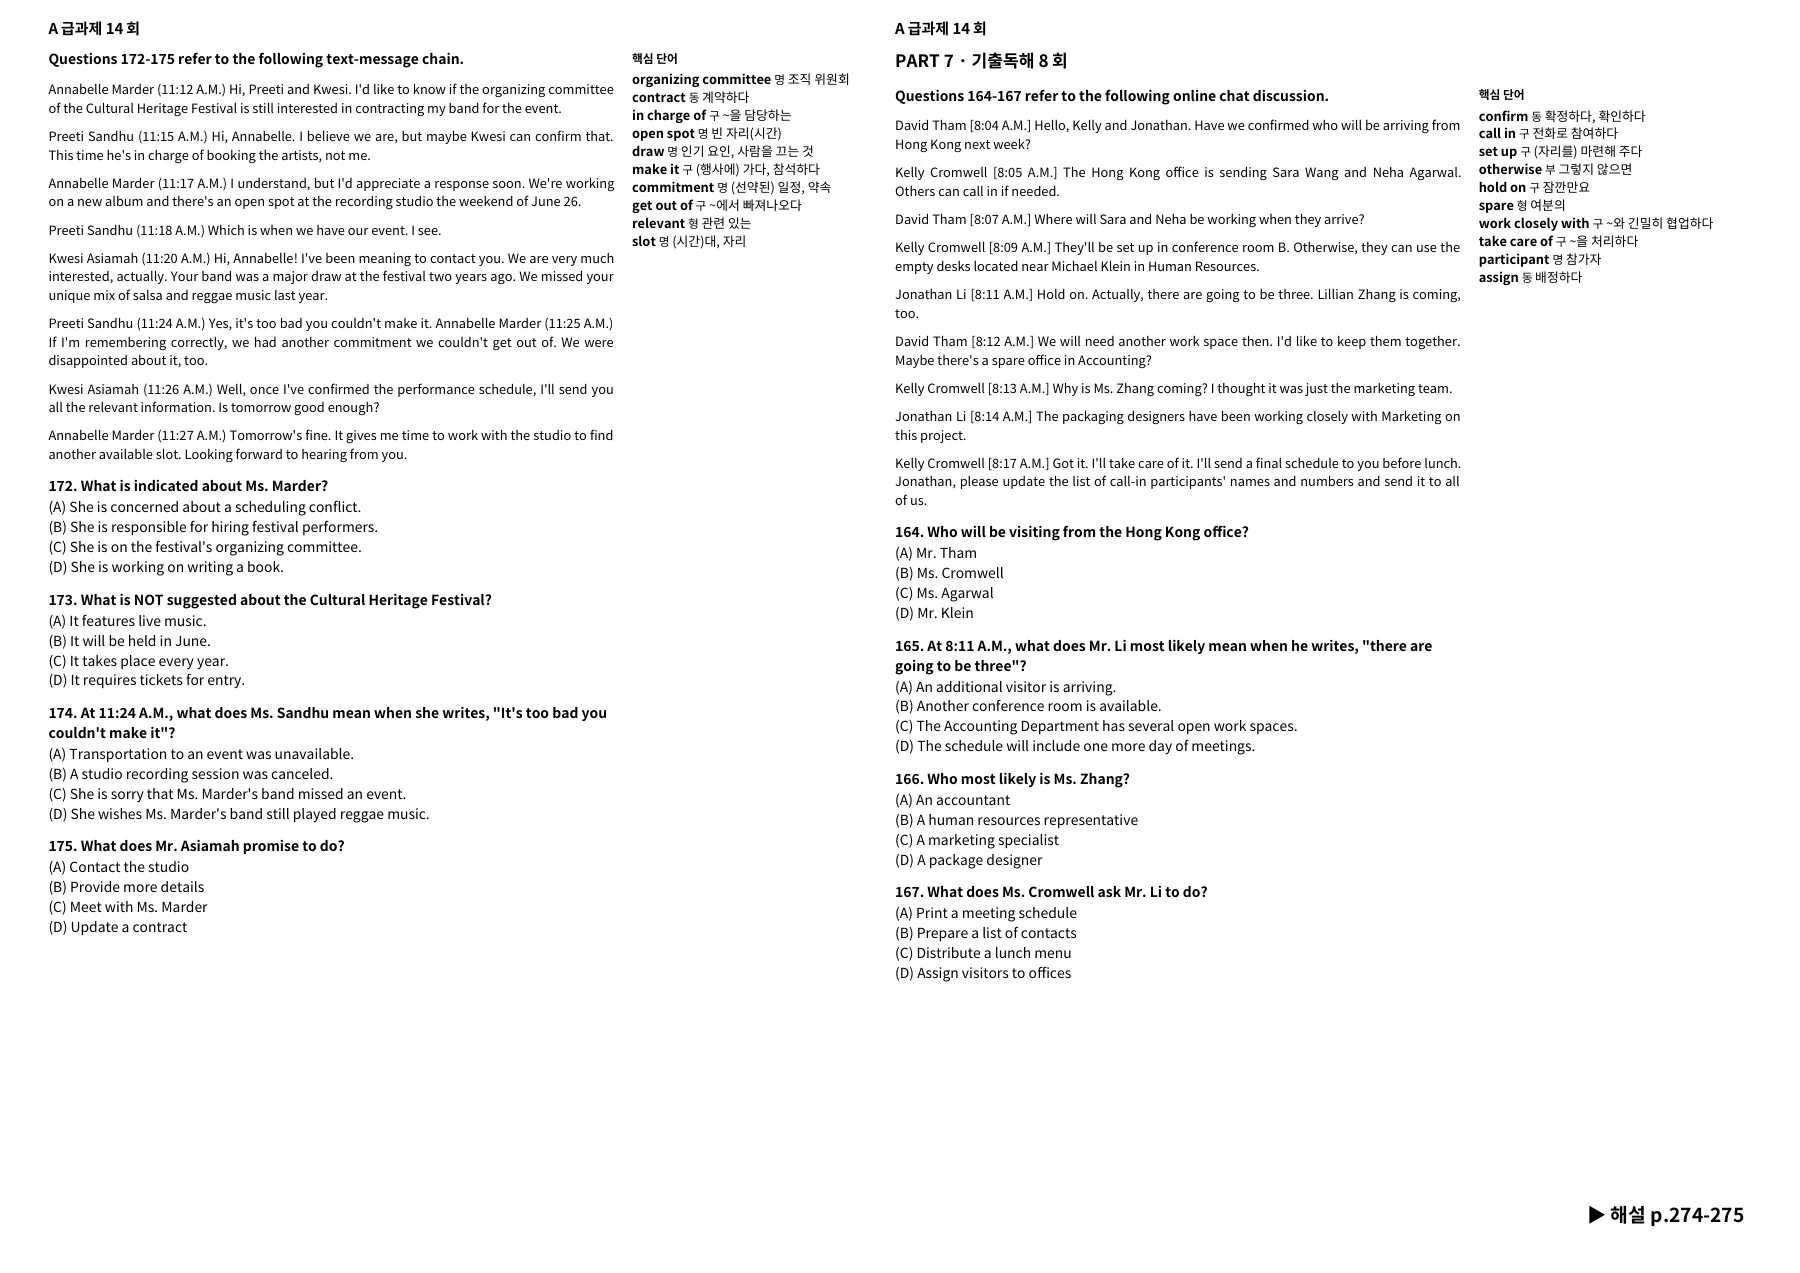 A 급과제 14 회
Questions 172-175 refer to the following text-message chain.
Annabelle Marder (11:12 A.M.) Hi, Preeti and Kwesi. I'd like to know if the organizing committee
of the Cultural Heritage Festival is still interested in contracting my band for the event.
Preeti Sandhu (11:15 A.M.) Hi, Annabelle. I believe we are, but maybe Kwesi can confirm that.
This time he's in charge of booking the artists, not me.
Annabelle Marder (11:17 A.M.) I understand, but I'd appreciate a response soon. We're working
on a new album and there's an open spot at the recording studio the weekend of June 26.
Preeti Sandhu (11:18 A.M.) Which is when we have our event. I see.
Kwesi Asiamah (11:20 A.M.) Hi, Annabelle! I've been meaning to contact you. We are very much
interested, actually. Your band was a major draw at the festival two years ago. We missed your
unique mix of salsa and reggae music last year.
Preeti Sandhu (11:24 A.M.) Yes, it's too bad you couldn't make it. Annabelle Marder (11:25 A.M.)
If I'm remembering correctly, we had another commitment we couldn't get out of. We were
disappointed about it, too.
Kwesi Asiamah (11:26 A.M.) Well, once I've confirmed the performance schedule, I'll send you
all the relevant information. Is tomorrow good enough?
Annabelle Marder (11:27 A.M.) Tomorrow's fine. It gives me time to work with the studio to find
another available slot. Looking forward to hearing from you.
172. What is indicated about Ms. Marder?
(A) She is concerned about a scheduling conflict.
(B) She is responsible for hiring festival performers.
(C) She is on the festival's organizing committee.
(D) She is working on writing a book.
173. What is NOT suggested about the Cultural Heritage Festival?
(A) It features live music.
(B) It will be held in June.
(C) It takes place every year.
(D) It requires tickets for entry.
174. At 11:24 A.M., what does Ms. Sandhu mean when she writes, "It's too bad you
couldn't make it"?
(A) Transportation to an event was unavailable.
(B) A studio recording session was canceled.
(C) She is sorry that Ms. Marder's band missed an event.
(D) She wishes Ms. Marder's band still played reggae music.
175. What does Mr. Asiamah promise to do?
(A) Contact the studio
(B) Provide more details
(C) Meet with Ms. Marder
(D) Update a contract
핵심 단어
organizing committee 명 조직 위원회
contract 동 계약하다
in charge of 구 ~을 담당하는
open spot 명 빈 자리(시간)
draw 명 인기 요인, 사람을 끄는 것
make it 구 (행사에) 가다, 참석하다
commitment 명 (선약된) 일정, 약속
get out of 구 ~에서 빠져나오다
relevant 형 관련 있는
slot 명 (시간)대, 자리
A 급과제 14 회
PART 7 · 기출독해 8 회
Questions 164-167 refer to the following online chat discussion.
David Tham [8:04 A.M.] Hello, Kelly and Jonathan. Have we confirmed who will be arriving from
Hong Kong next week?
Kelly Cromwell [8:05 A.M.] The Hong Kong office is sending Sara Wang and Neha Agarwal.
Others can call in if needed.
David Tham [8:07 A.M.] Where will Sara and Neha be working when they arrive?
Kelly Cromwell [8:09 A.M.] They'll be set up in conference room B. Otherwise, they can use the
empty desks located near Michael Klein in Human Resources.
Jonathan Li [8:11 A.M.] Hold on. Actually, there are going to be three. Lillian Zhang is coming,
too.
David Tham [8:12 A.M.] We will need another work space then. I'd like to keep them together.
Maybe there's a spare office in Accounting?
Kelly Cromwell [8:13 A.M.] Why is Ms. Zhang coming? I thought it was just the marketing team.
Jonathan Li [8:14 A.M.] The packaging designers have been working closely with Marketing on
this project.
Kelly Cromwell [8:17 A.M.] Got it. I'll take care of it. I'll send a final schedule to you before lunch.
Jonathan, please update the list of call-in participants' names and numbers and send it to all
of us.
164. Who will be visiting from the Hong Kong office?
(A) Mr. Tham
(B) Ms. Cromwell
(C) Ms. Agarwal
(D) Mr. Klein
165. At 8:11 A.M., what does Mr. Li most likely mean when he writes, "there are
going to be three"?
(A) An additional visitor is arriving.
(B) Another conference room is available.
(C) The Accounting Department has several open work spaces.
(D) The schedule will include one more day of meetings.
166. Who most likely is Ms. Zhang?
(A) An accountant
(B) A human resources representative
(C) A marketing specialist
(D) A package designer
167. What does Ms. Cromwell ask Mr. Li to do?
(A) Print a meeting schedule
(B) Prepare a list of contacts
(C) Distribute a lunch menu
(D) Assign visitors to offices
핵심 단어
confirm 동 확정하다, 확인하다
call in 구 전화로 참여하다
set up 구 (자리를) 마련해 주다
otherwise 부 그렇지 않으면
hold on 구 잠깐만요
spare 형 여분의
work closely with 구 ~와 긴밀히 협업하다
take care of 구 ~을 처리하다
participant 명 참가자
assign 동 배정하다
▶ 해설 p.274-275